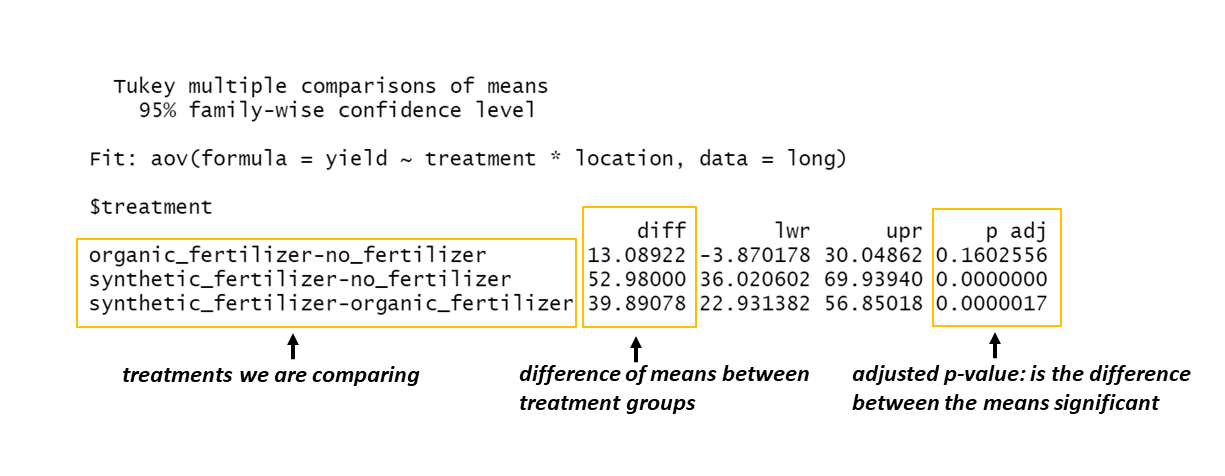 Tukey multiple comparisons of means
95% family-wise confidence level
Fit: aov(formula = yield ~ treatment * location, data = long)
$treatment
diff lwr upr p adj
organic_fertilizer-no_fertilizer 13.08922 -3.870178 30.04862 0.1602556
synthetic_fertilizer-no_fertilizer 52.98000 36.020602 69.93940 0.0000000
synthetic_fertilizer-organic_fertilizer 39.89078 22.931382 56.85018 0.0000017
treatments we are comparing
difference of means between
treatment groups
adjusted p-value: is the difference
between the means significant